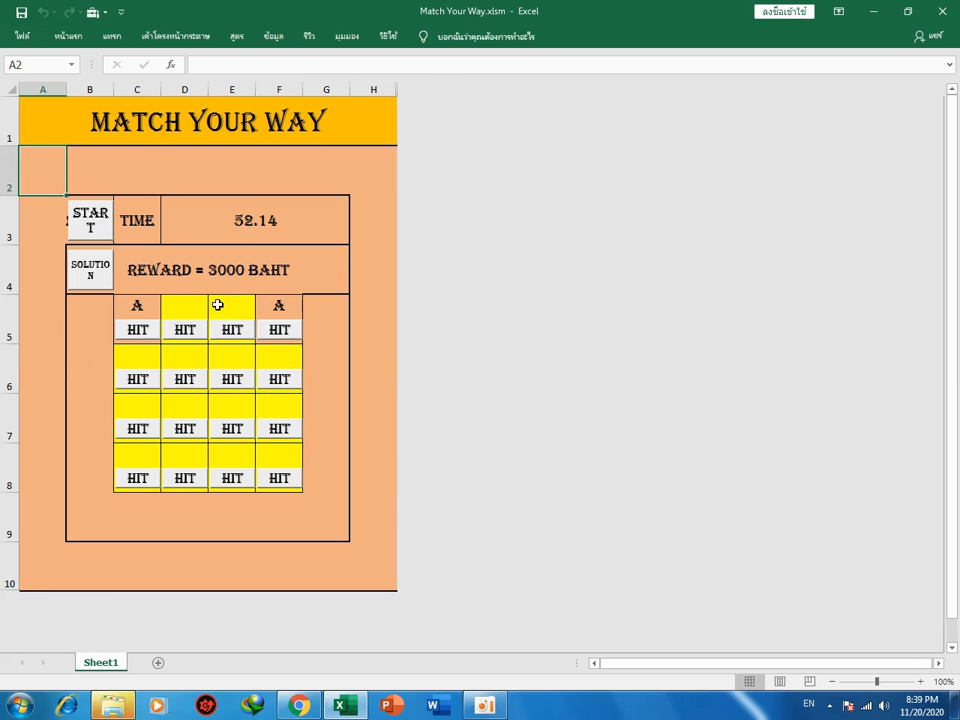 Match Your Way.xlsm - Excel
ลงชื่อเข้าใช้
ไฟล์ หน้าแรก แทรก เค้าโครงหน้ากระดาษ สูตร ข้อมูล รีวิว มุมมอง วิธีใช้ บอกฉันว่าคุณต้องการทำอะไร แชร์
A2 fx
A B C D E F G H
1 MATCH YOUR WAY
2
3 START TIME 52.14
4 SOLUTION REWARD = 3000 BAHT
A A
5 HIT HIT HIT HIT
6 HIT HIT HIT HIT
7 HIT HIT HIT HIT
8 HIT HIT HIT HIT
9
10
Sheet1
100%
EN 8:39 PM
11/20/2020